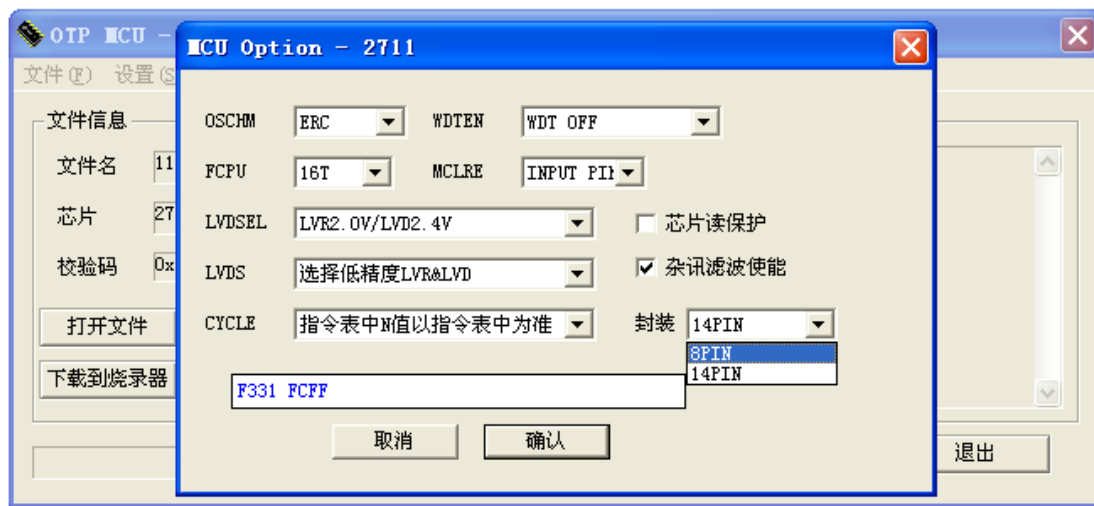 OTP MCU -
MCU Option - 2711
文件(F) 设置(S
文件信息
文件名 11
芯片 27
校验码 0x
打开文件
下载到烧录器
OSCHM ERC WDTEN WDT OFF
FCPU 16T MCLRE INPUT PIN
LVDSEL LVR2.0V/LVD2.4V 芯片读保护
LVDS 选择低精度LVR&LVD 杂讯滤波使能
CYCLE 指令表中N值以指令表中为准 封装 14PIN
8PIN
14PIN
F331 FCFF
取消 确认
退出